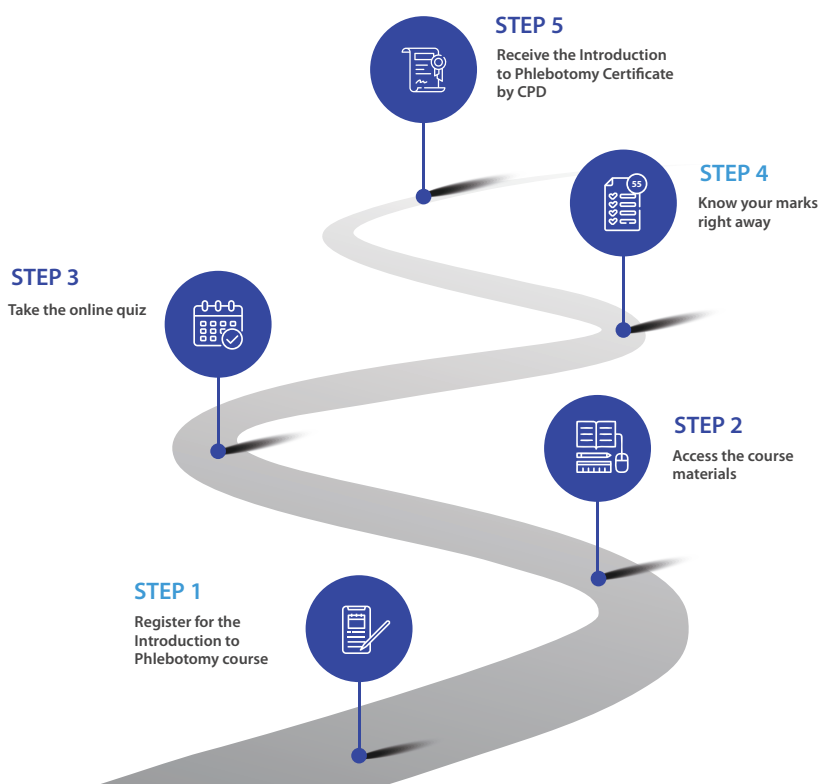 STEP 5
Receive the Introduction
to Phlebotomy Certificate
by CPD
STEP 4
55
Know your marks
right away
STEP 3
Take the online quiz
STEP 2
Access the course
materials
STEP 1
Register for the
Introduction to
Phlebotomy course